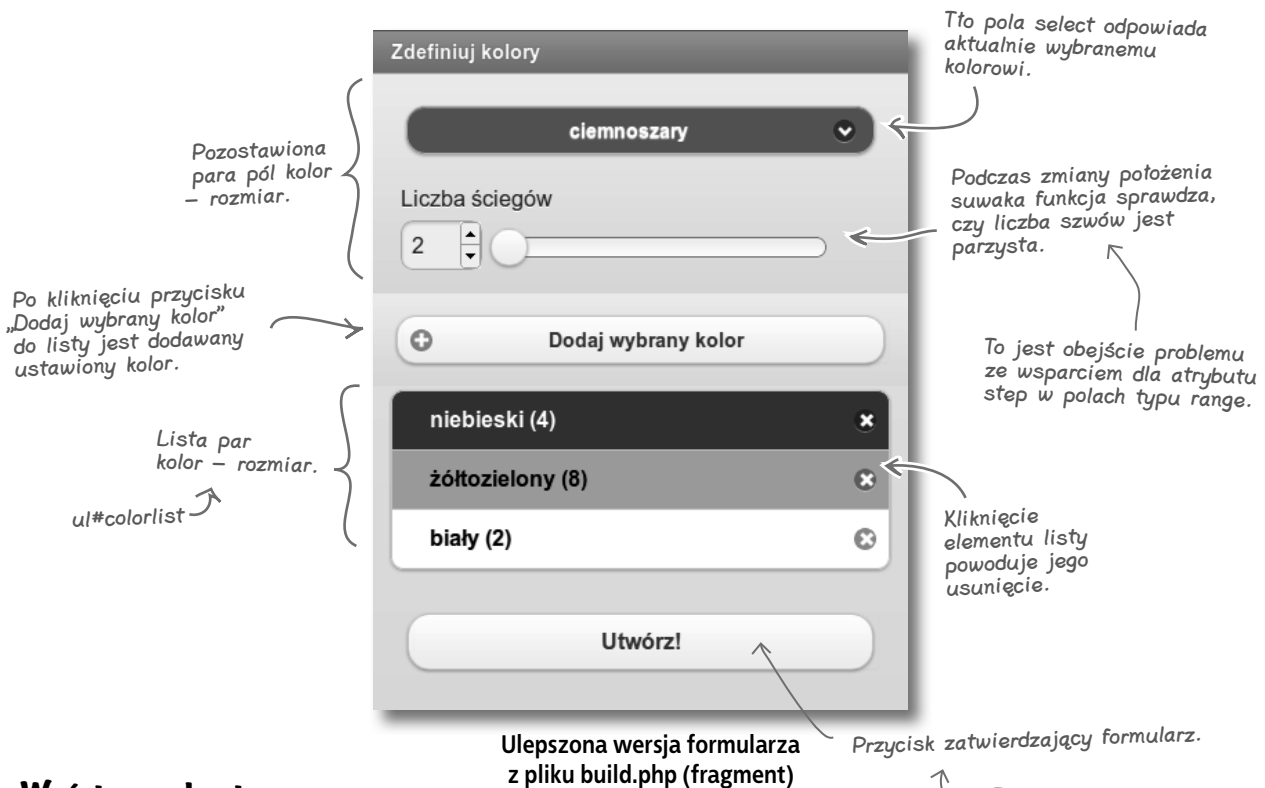 Zdefiniuj kolory
Tło pola select odpowiada
aktualnie wybranemu
kolorowi.
ciemnoszary
Pozostawiona
para pól kolor
– rozmiar.
Liczba ściegów
2
Podczas zmiany położenia
suwaka funkcja sprawdza,
czy liczba szwów jest
parzysta.
Po kliknięciu przycisku
„Dodaj wybrany kolor”
do listy jest dodawany
ustawiony kolor.
Dodaj wybrany kolor
To jest obejście problemu
ze wsparciem dla atrybutu
step w polach typu range.
Lista par
kolor – rozmiar.
ul#colorlist
niebieski (4)
żółtozielony (8)
biały (2)
Kliknięcie
elementu listy
powoduje jego
usunięcie.
Utwórz!
Przycisk zatwierdzający formularz.
Ulepszona wersja formularza
z pliku build.php (fragment)